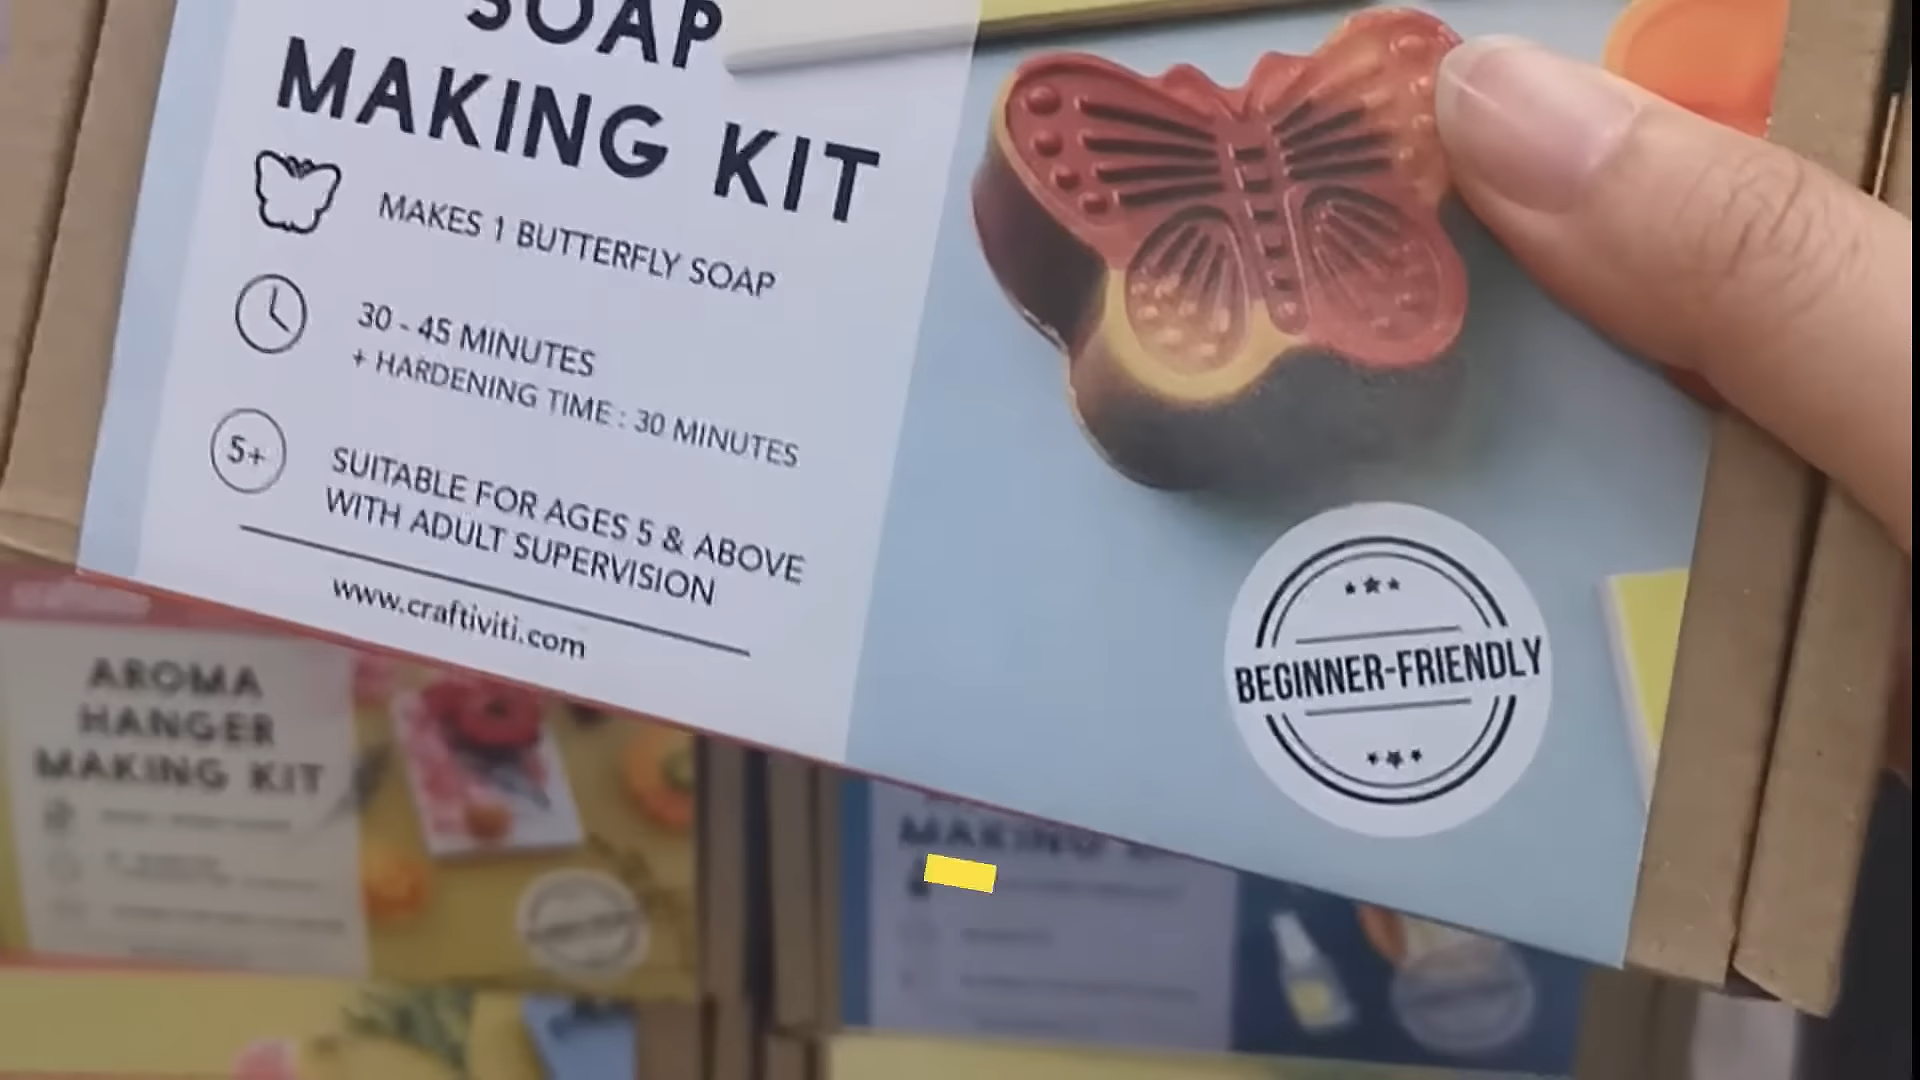 SOAP
MAKING KIT
MAKES 1 BUTTERFLY SOAP
30 - 45 MINUTES
+ HARDENING TIME : 30 MINUTES
5+
SUITABLE FOR AGES 5 & ABOVE
WITH ADULT SUPERVISION
www.craftiviti.com
BEGINNER-FRIENDLY
AROMA
HANGER
MAKING KIT
MAKING